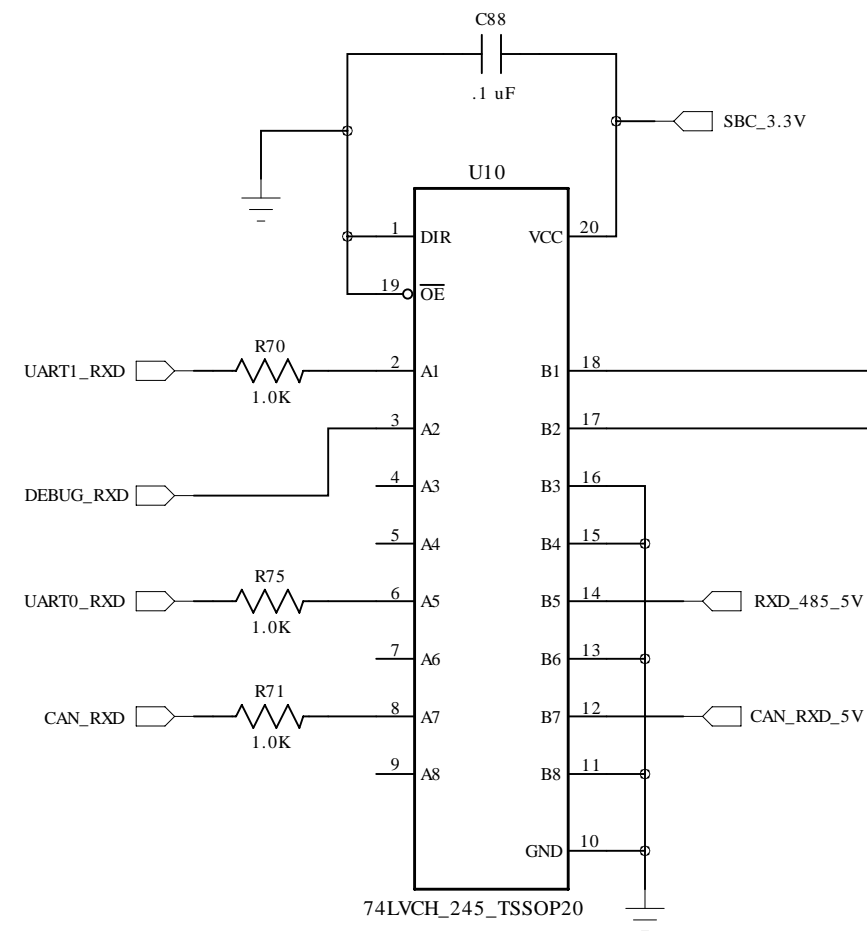 C88
.1 uF
SBC_3.3V
U10
1 DIR VCC 20
19 OE
R70
UART1_RXD 2 A1 B1 18
1.0K
3 A2 B2 17
DEBUG_RXD 4 A3 B3 16
5 A4 B4 15
R75
UART0_RXD 6 A5 B5 14 RXD_485_5V
1.0K
7 A6 B6 13
R71
CAN_RXD 8 A7 B7 12 CAN_RXD_5V
1.0K
9 A8 B8 11
GND 10
74LVCH_245_TSSOP20